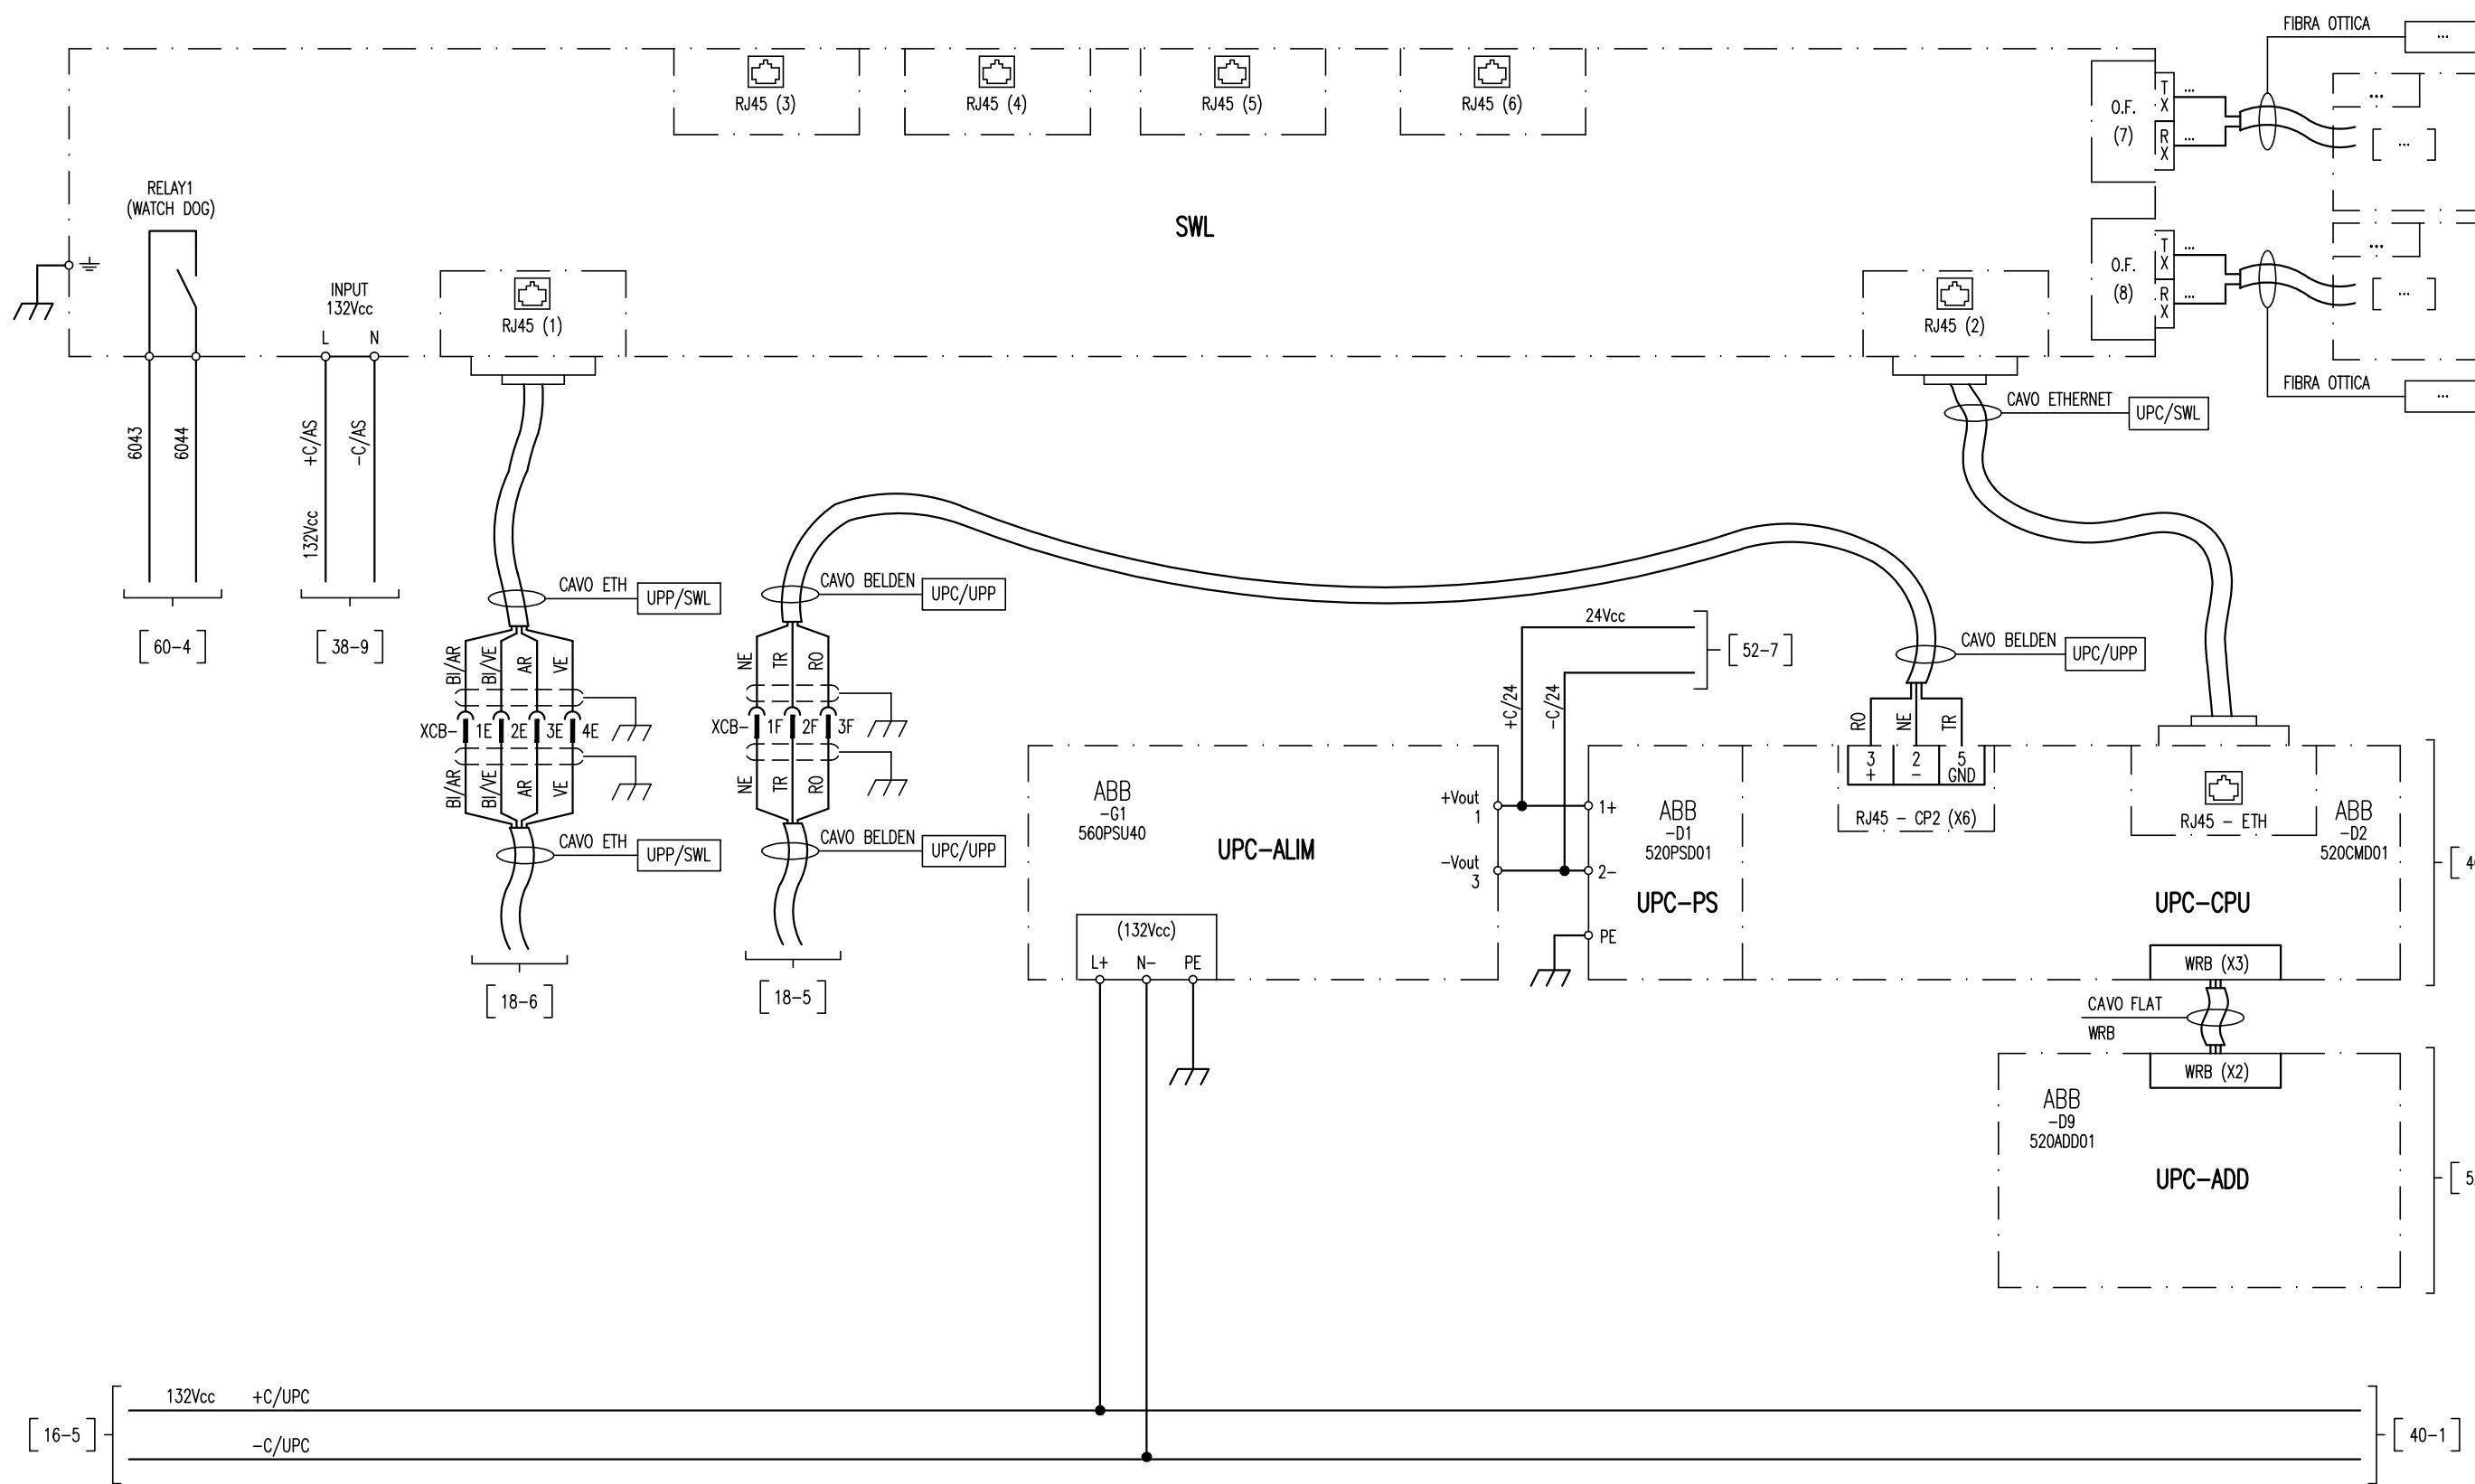 FIBRA OTTICA
...
RJ45 (3)
RJ45 (4)
RJ45 (5)
RJ45 (6)
O.F.
(7)
TX
RX
...
...
...
[ ... ]
RELAY1
(WATCH DOG)
SWL
O.F.
(8)
TX
RX
...
...
...
[ ... ]
INPUT
132Vcc
L
N
RJ45 (1)
RJ45 (2)
FIBRA OTTICA
...
CAVO ETHERNET
UPC/SWL
6043
6044
+C/AS
-C/AS
132Vcc
[60-4]
[38-9]
CAVO ETH
UPP/SWL
CAVO BELDEN
UPC/UPP
BI/AR
BI/VE
AR
VE
NE
TR
RO
XCB-
1E
2E
3E
4E
XCB-
1F
2F
3F
BI/AR
BI/VE
AR
VE
NE
TR
RO
CAVO ETH
UPP/SWL
CAVO BELDEN
UPC/UPP
[18-6]
[18-5]
24Vcc
[52-7]
+C/24
-C/24
CAVO BELDEN
UPC/UPP
RO
NE
TR
3
+
2
-
5
GND
RJ45 - CP2 (X6)
RJ45 - ETH
ABB
-G1
560PSU40
UPC-ALIM
+Vout
1
-Vout
3
1+
2-
PE
ABB
-D1
520PSD01
UPC-PS
ABB
-D2
520CMD01
UPC-CPU
(132Vcc)
L+
N-
PE
WRB (X3)
CAVO FLAT
WRB
WRB (X2)
ABB
-D9
520ADD01
UPC-ADD
132Vcc
+C/UPC
-C/UPC
[16-5]
[40-1]